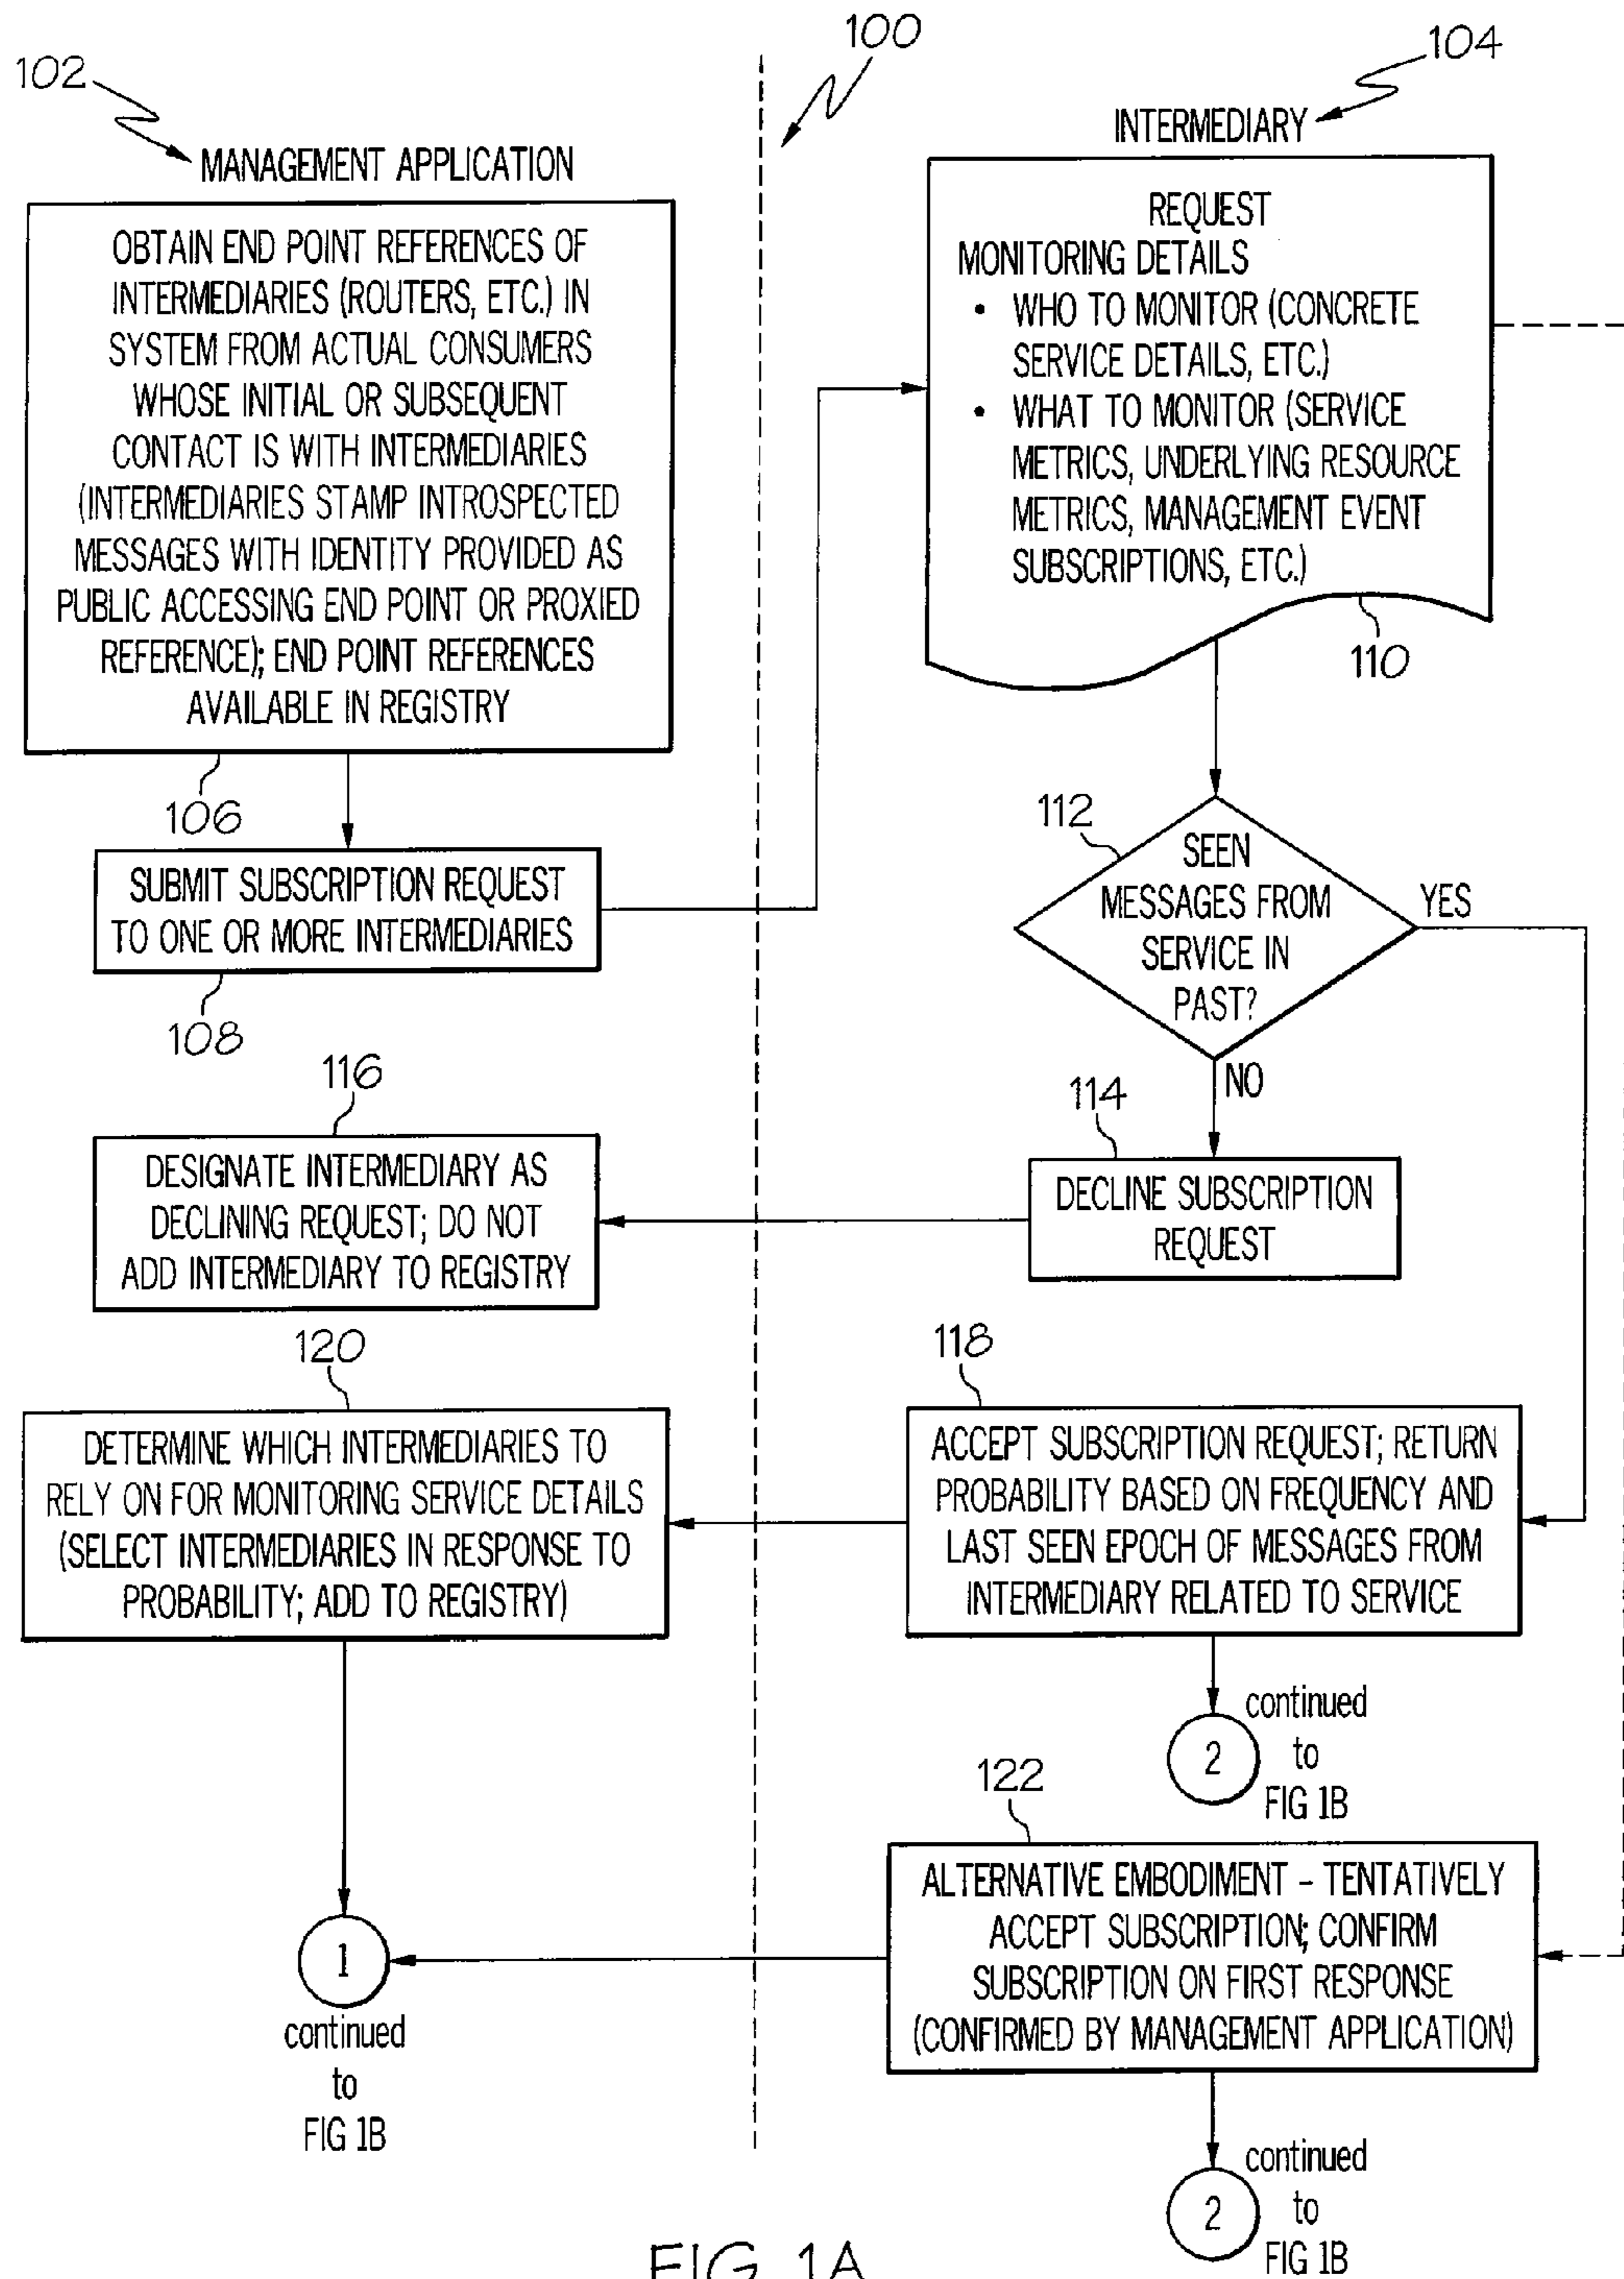 100
102
104
MANAGEMENT APPLICATION
INTERMEDIARY
OBTAIN END POINT REFERENCES OF
INTERMEDIARIES (ROUTERS, ETC.) IN
SYSTEM FROM ACTUAL CONSUMERS
WHOSE INITIAL OR SUBSEQUENT
CONTACT IS WITH INTERMEDIARIES
(INTERMEDIARIES STAMP INTROSPECTED
MESSAGES WITH IDENTITY PROVIDED AS
PUBLIC ACCESSING END POINT OR PROXIED
REFERENCE); END POINT REFERENCES
AVAILABLE IN REGISTRY
106
SUBMIT SUBSCRIPTION REQUEST
TO ONE OR MORE INTERMEDIARIES
108
REQUEST
MONITORING DETAILS
• WHO TO MONITOR (CONCRETE
SERVICE DETAILS, ETC.)
• WHAT TO MONITOR (SERVICE
METRICS, UNDERLYING RESOURCE
METRICS, MANAGEMENT EVENT
SUBSCRIPTIONS, ETC.)
110
112
SEEN
MESSAGES FROM
SERVICE IN
PAST?
YES
NO
114
DECLINE SUBSCRIPTION
REQUEST
116
DESIGNATE INTERMEDIARY AS
DECLINING REQUEST; DO NOT
ADD INTERMEDIARY TO REGISTRY
118
ACCEPT SUBSCRIPTION REQUEST; RETURN
PROBABILITY BASED ON FREQUENCY AND
LAST SEEN EPOCH OF MESSAGES FROM
INTERMEDIARY RELATED TO SERVICE
120
DETERMINE WHICH INTERMEDIARIES TO
RELY ON FOR MONITORING SERVICE DETAILS
(SELECT INTERMEDIARIES IN RESPONSE TO
PROBABILITY; ADD TO REGISTRY)
2
continued
to
FIG 1B
122
ALTERNATIVE EMBODIMENT – TENTATIVELY
ACCEPT SUBSCRIPTION; CONFIRM
SUBSCRIPTION ON FIRST RESPONSE
(CONFIRMED BY MANAGEMENT APPLICATION)
1
continued
to
FIG 1B
2
continued
to
FIG 1B
FIG 1A